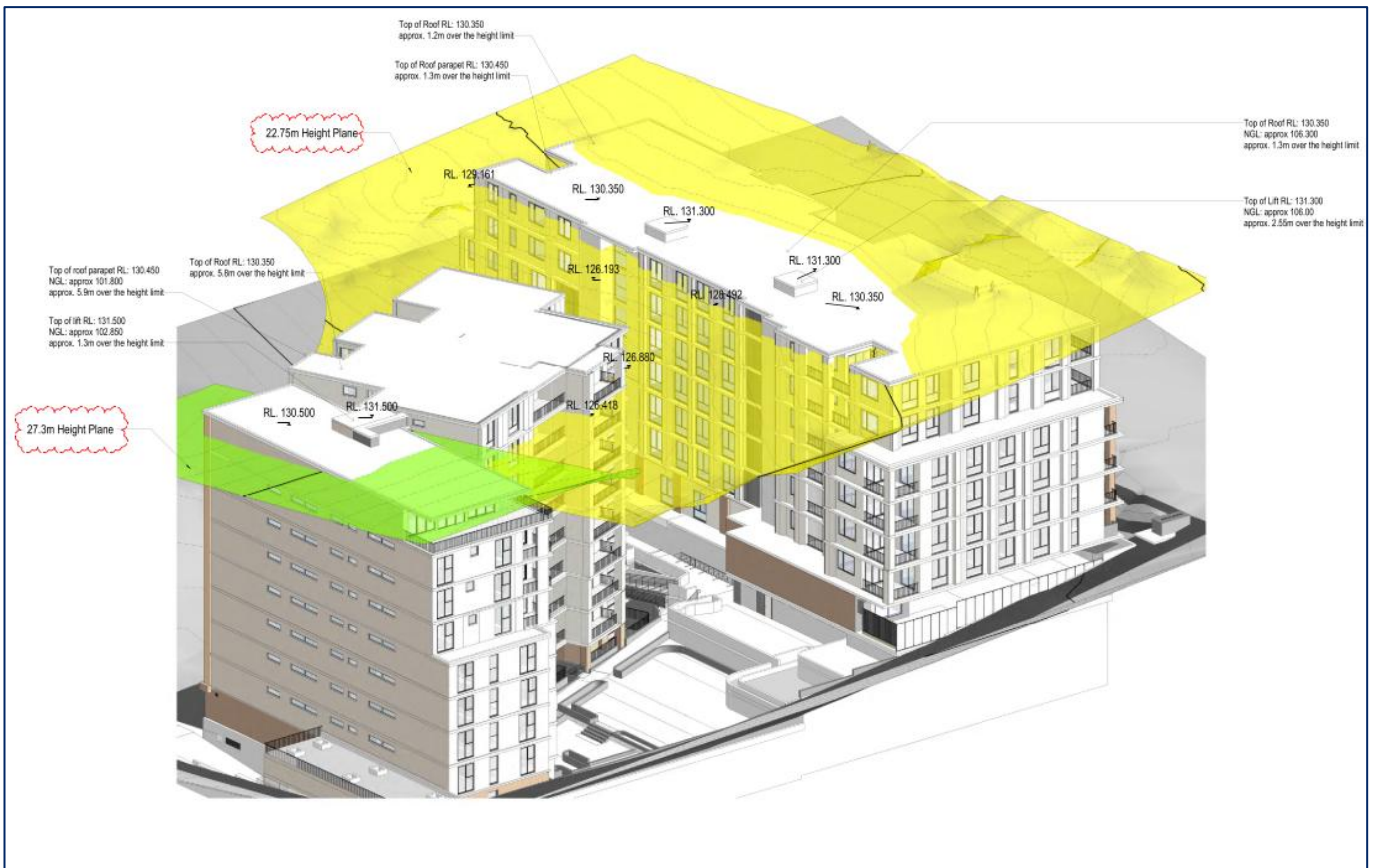 Top of Roof RL: 130.350
approx. 1.2m over the height limit
Top of Roof parapet RL: 130.450
approx. 1.3m over the height limit
22.75m Height Plane
Top of Roof RL: 130.350
NGL: approx 106.300
approx. 1.3m over the height limit
RL. 129.161
RL. 130.350
RL. 131.300
Top of Lift RL: 131.300
NGL: approx 106.00
approx. 2.55m over the height limit
Top of roof parapet RL: 130.450
NGL: approx 101.800
approx. 5.9m over the height limit
Top of Roof RL: 130.350
approx. 5.8m over the height limit
RL. 126.193
RL. 131.300
RL. 128.492
RL. 130.350
Top of lift RL: 131.500
NGL: approx 102.850
approx. 1.3m over the height limit
RL. 126.880
RL. 130.500
RL. 131.500
RL. 126.418
27.3m Height Plane